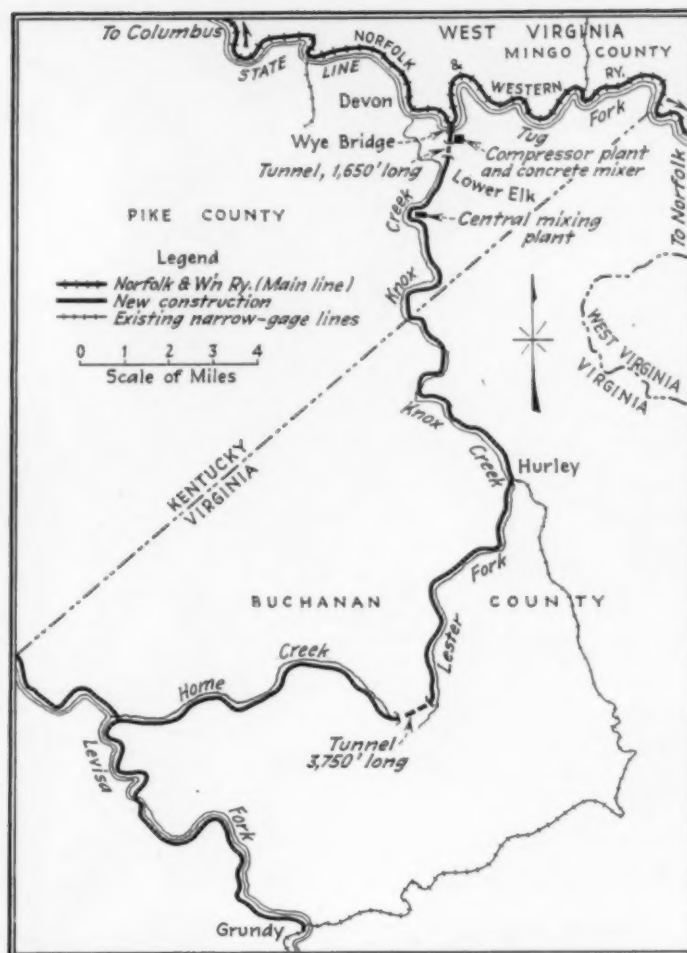 To Columbus
STATE LINE
NORFOLK & WESTERN RY.
WEST VIRGINIA
MINGO COUNTY
Devon
Tug Fork
Wye Bridge
Compressor plant
and concrete mixer
Tunnel, 1,650' long
Lower Elk
To Norfolk
PIKE COUNTY
Creek
Central mixing
plant
Legend
Norfolk & W'n Ry. (Main line)
New construction
Existing narrow-gage lines
0 1 2 3 4
Scale of Miles
Knox
WEST VIRGINIA
VIRGINIA
Knox Creek
KENTUCKY
VIRGINIA
Hurley
BUCHANAN COUNTY
Lester Fork
Home Creek
Tunnel
3,750' long
Levisa Fork
Grundy